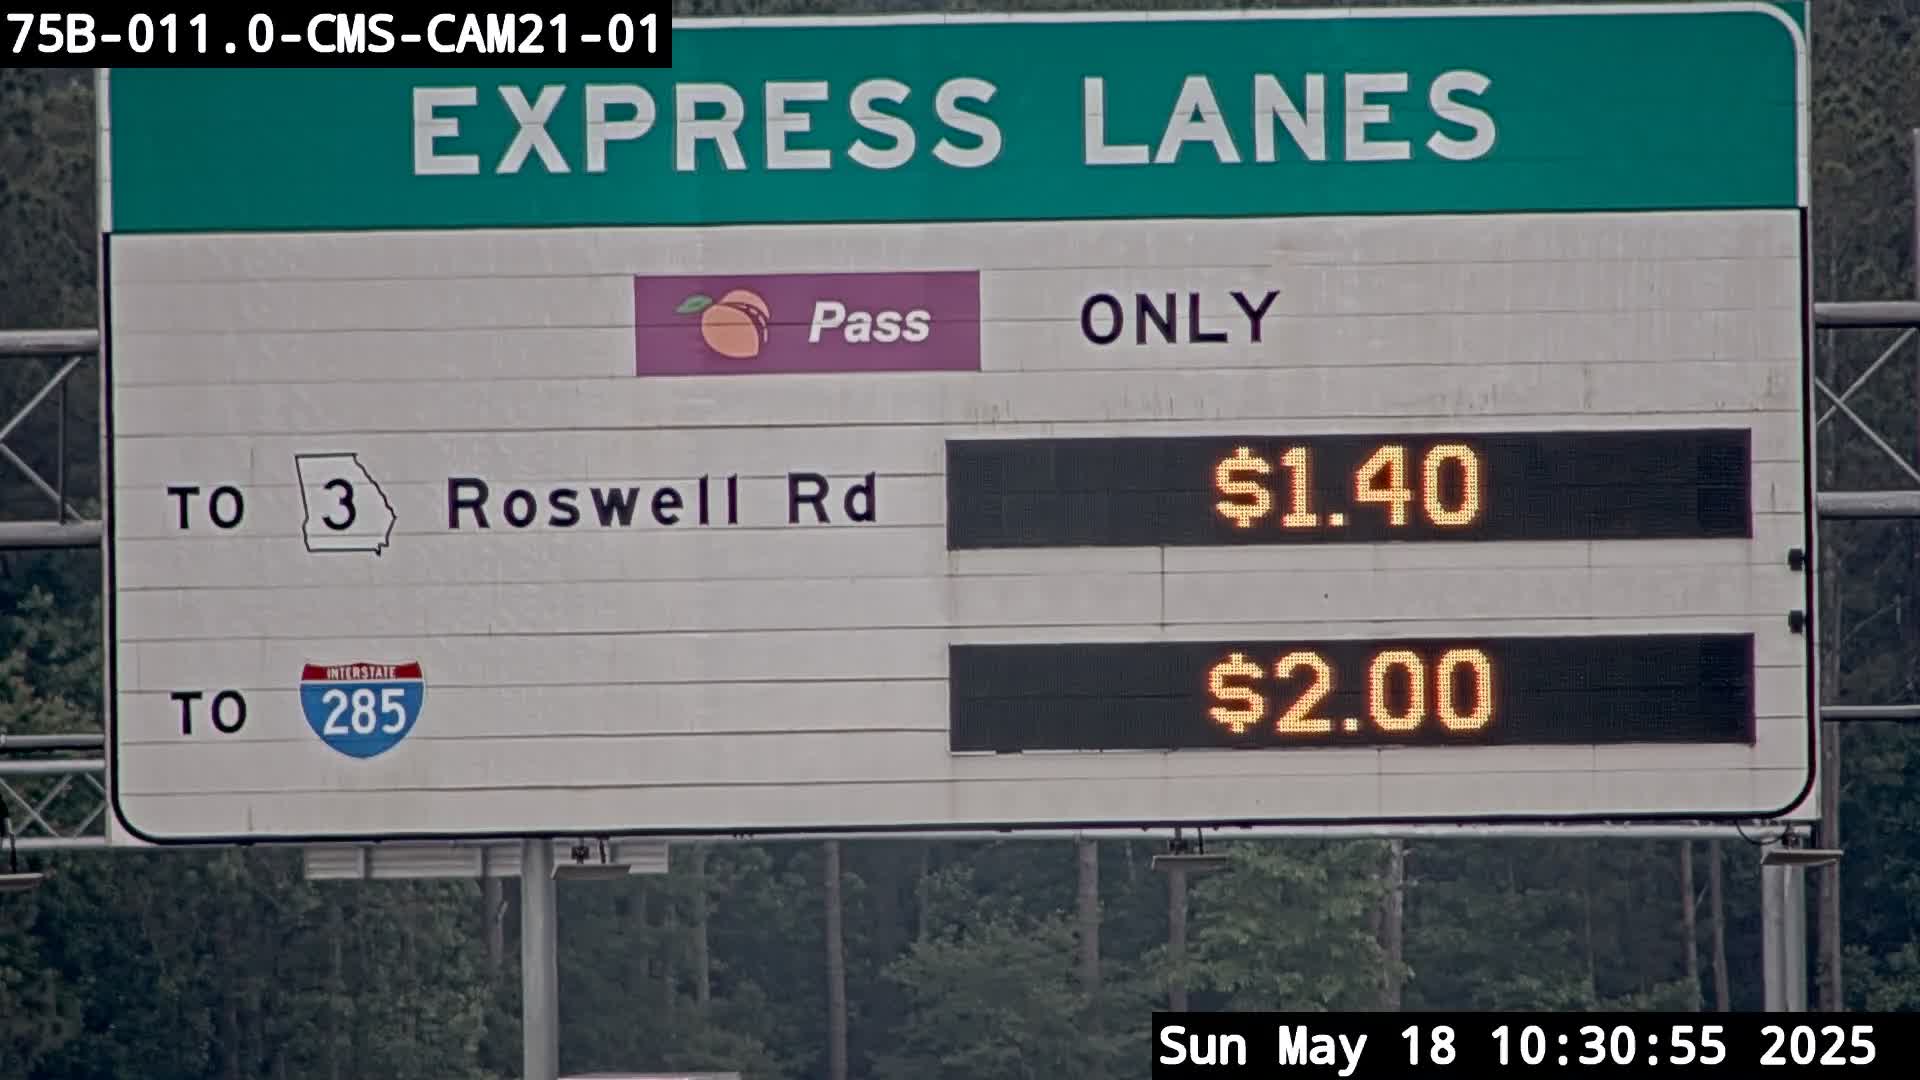 75B-011.0-CMS-CAM21-01
EXPRESS LANES
Pass ONLY
TO 3 Roswell Rd $1.40
INTERSTATE
TO 285 $2.00
Sun May 18 10:30:55 2025